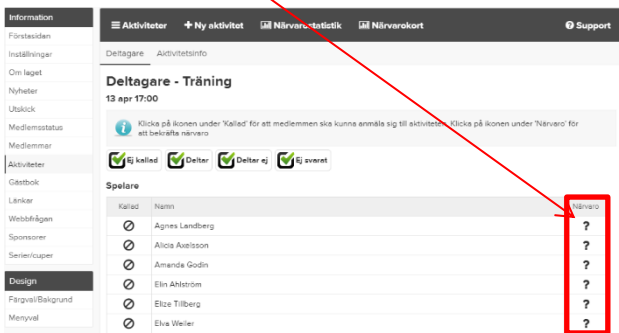 Information
Förstasidan
Inställningar
Om laget
Nyheter
Utskick
Medlemsstatus
Medlemmar
Aktiviteter
Gästbok
Länkar
Webbfrågan
Sponsorer
Serier/cuper
Design
Färgval/Bakgrund
Menyval
Aktiviteter + Ny aktivitet Närvarostatistik Närvarokort Support
Deltagare Aktivitetsinfo
Deltagare - Träning
13 apr 17:00
Klicka på ikonen under 'Kallad' för att medlemmen ska kunna anmäla sig till aktiviteten. Klicka på ikonen under 'Närvaro' för
att bekräfta närvaro
Ej kallad Deltar Deltar ej Ej svarat
Spelare
Kallad Namn Närvaro
Agnes Landberg ?
Alicia Axelsson ?
Amanda Godin ?
Elin Ahlström ?
Elize Tillberg ?
Elva Weiler ?